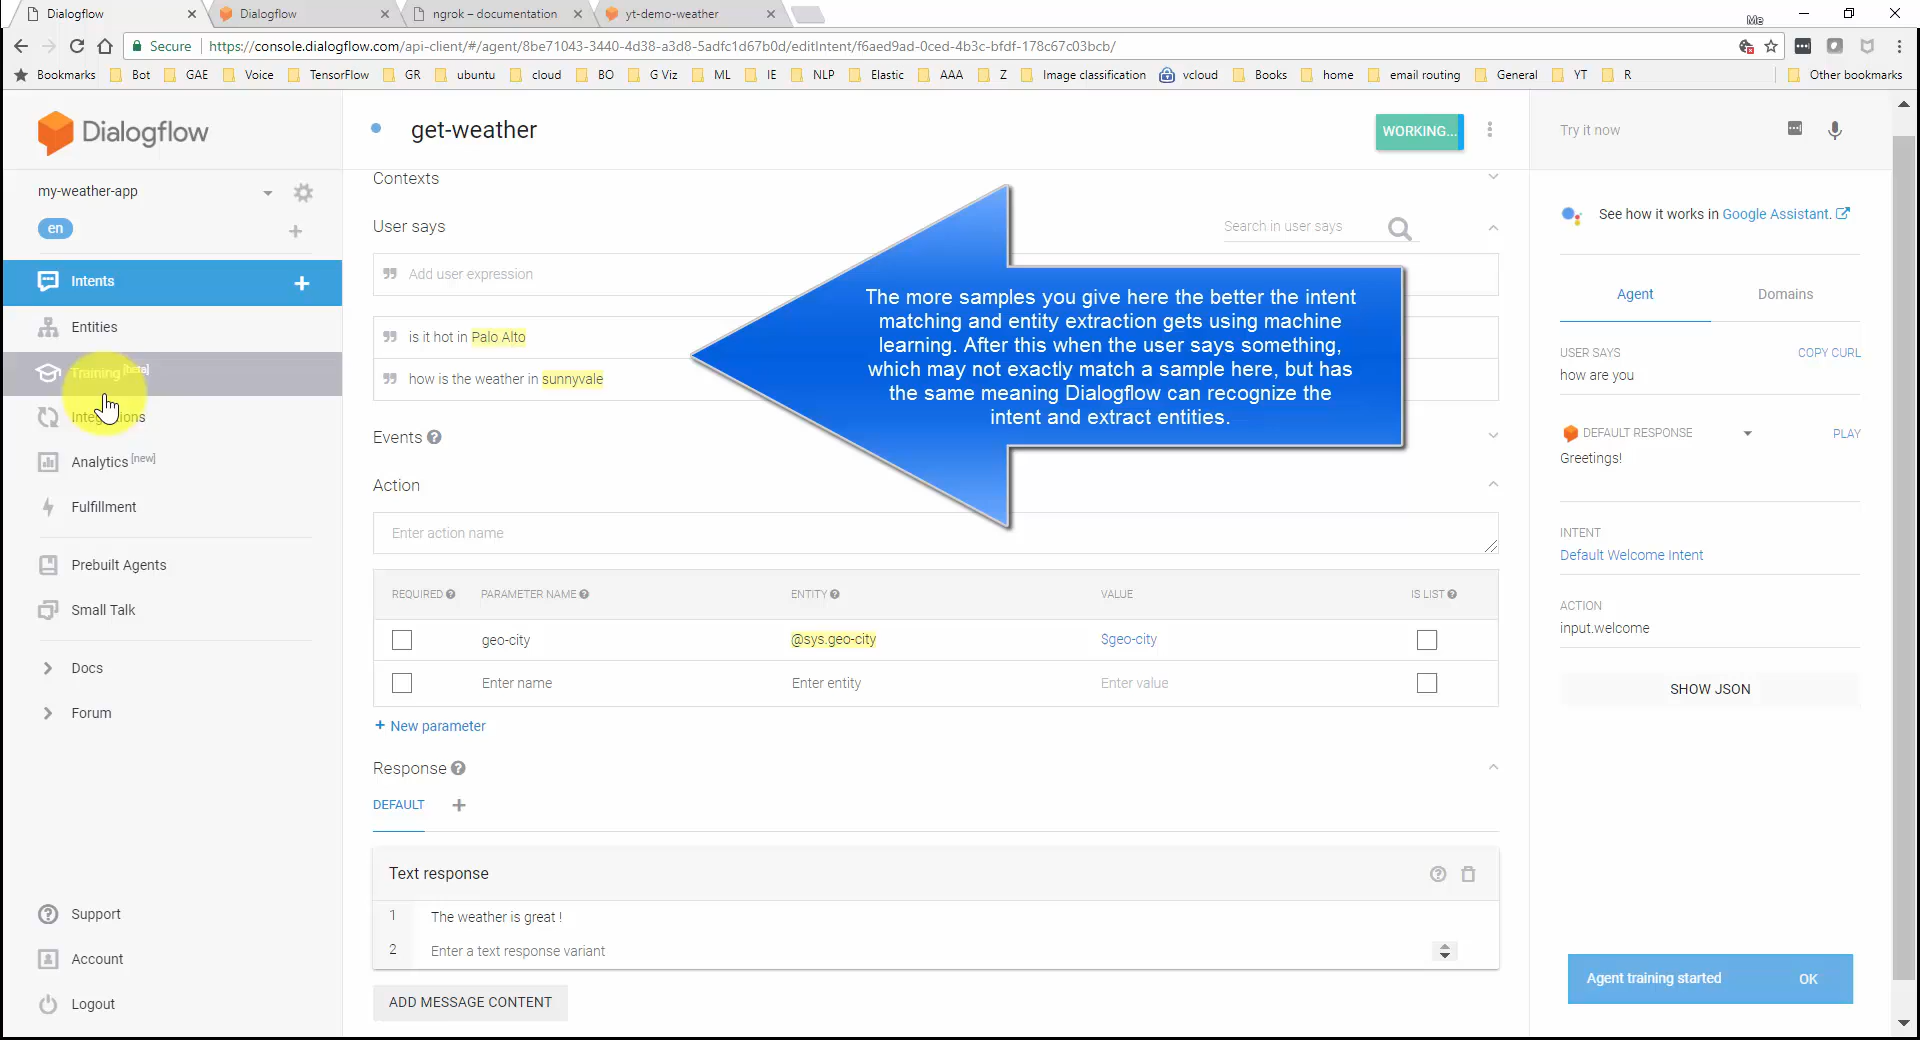 Dialogflow
Dialogflow
ngrok – documentation
yt-demo-weather
Me
Secure
https://console.dialogflow.com/api-client/#/agent/8be71043-3440-4d38-a3d8-5adfc1d67b0d/editIntent/f6aed9ad-0ced-4b3c-bfdf-178c67c03bcb/
Bookmarks
Bot
GAE
Voice
TensorFlow
GR
ubuntu
cloud
BO
G Viz
ML
IE
NLP
Elastic
AAA
Z
Image classification
vcloud
Books
home
email routing
General
YT
R
Other bookmarks
Dialogflow
my-weather-app
en
Intents
Entities
Training [beta]
Integrations
Analytics [new]
Fulfillment
Prebuilt Agents
Small Talk
Docs
Forum
Support
Account
Logout
get-weather
WORKING...
Contexts
User says
Search in user says
Add user expression
is it hot in Palo Alto
how is the weather in sunnyvale
The more samples you give here the better the intent
matching and entity extraction gets using machine
learning. After this when the user says something,
which may not exactly match a sample here, but has
the same meaning Dialogflow can recognize the
intent and extract entities.
Events
Action
Enter action name
REQUIRED
PARAMETER NAME
ENTITY
VALUE
IS LIST
geo-city
@sys.geo-city
$geo-city
Enter name
Enter entity
Enter value
+ New parameter
Response
DEFAULT
Text response
1 The weather is great !
2 Enter a text response variant
ADD MESSAGE CONTENT
Try it now
See how it works in Google Assistant.
Agent
Domains
USER SAYS
COPY CURL
how are you
DEFAULT RESPONSE
PLAY
Greetings!
INTENT
Default Welcome Intent
ACTION
input.welcome
SHOW JSON
Agent training started
OK